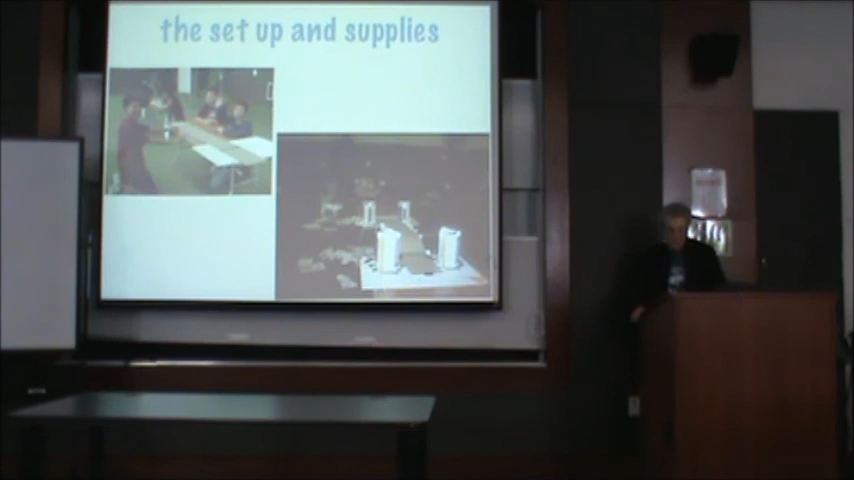 the set up and supplies